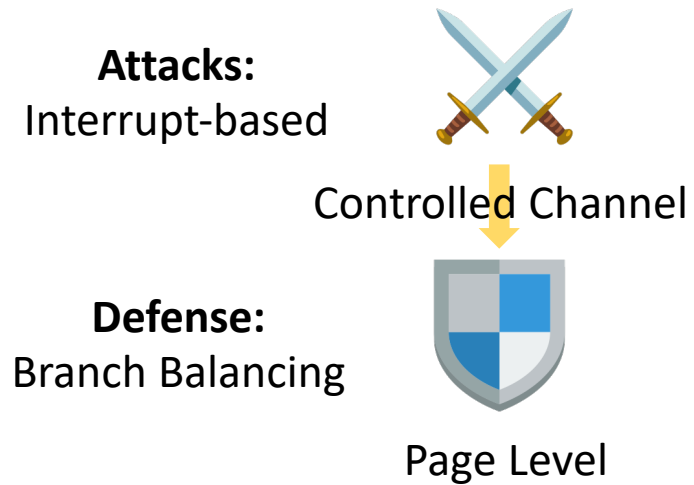 Attacks:
Interrupt-based
Controlled Channel
Defense:
Branch Balancing
Page Level